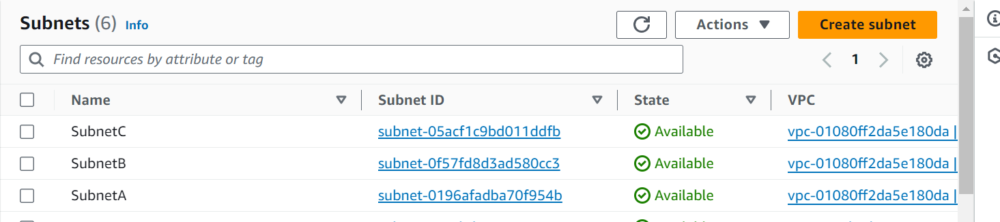 Subnets (6) Info Actions Create subnet
Find resources by attribute or tag 1
Name Subnet ID State VPC
SubnetC subnet-05acf1c9bd011ddfb Available vpc-01080ff2da5e180da |
SubnetB subnet-0f57fd8d3ad580cc3 Available vpc-01080ff2da5e180da |
SubnetA subnet-0196afadba70f954b Available vpc-01080ff2da5e180da |